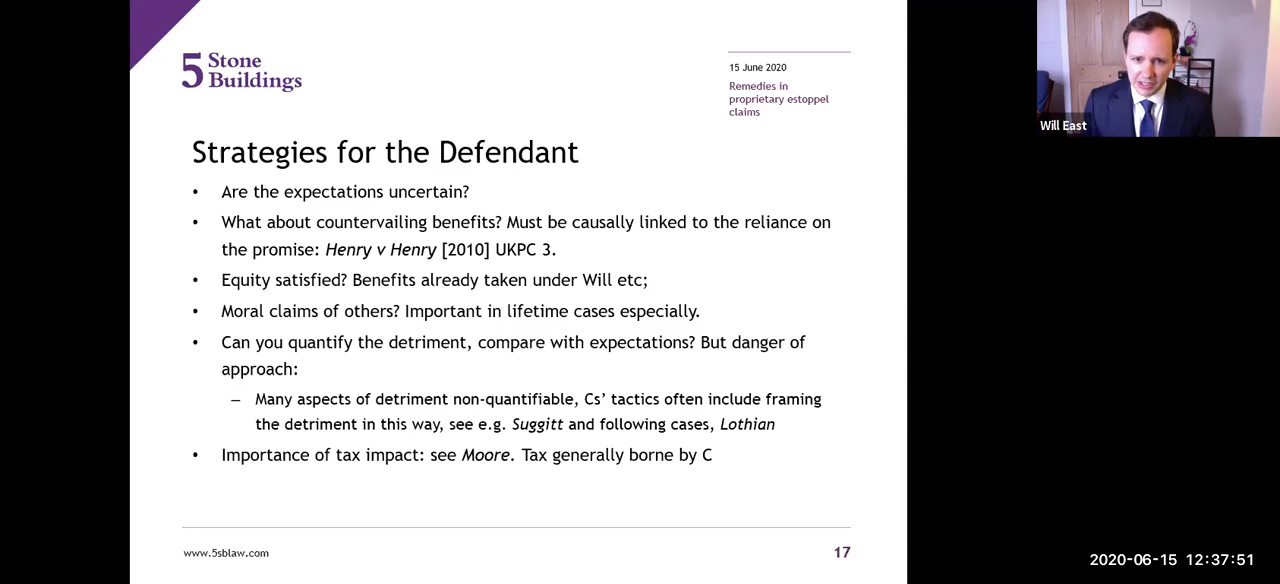 5 Stone
Buildings
15 June 2020
Remedies in
proprietary estoppel
claims
Will East
Strategies for the Defendant
• Are the expectations uncertain?
• What about countervailing benefits? Must be causally linked to the reliance on
the promise: Henry v Henry [2010] UKPC 3.
• Equity satisfied? Benefits already taken under Will etc;
• Moral claims of others? Important in lifetime cases especially.
• Can you quantify the detriment, compare with expectations? But danger of
approach:
– Many aspects of detriment non-quantifiable, Cs’ tactics often include framing
the detriment in this way, see e.g. Suggitt and following cases, Lothian
• Importance of tax impact: see Moore. Tax generally borne by C
www.5sblaw.com
17
2020-06-15 12:37:51